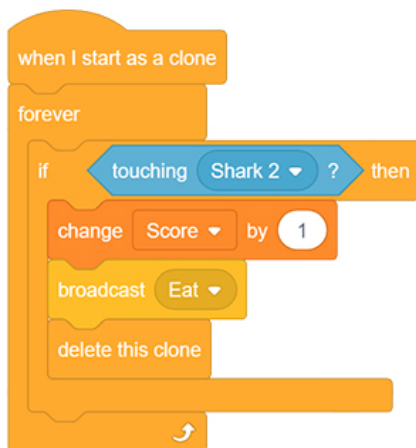 when I start as a clone
forever
if touching Shark 2 ? then
change Score by 1
broadcast Eat
delete this clone